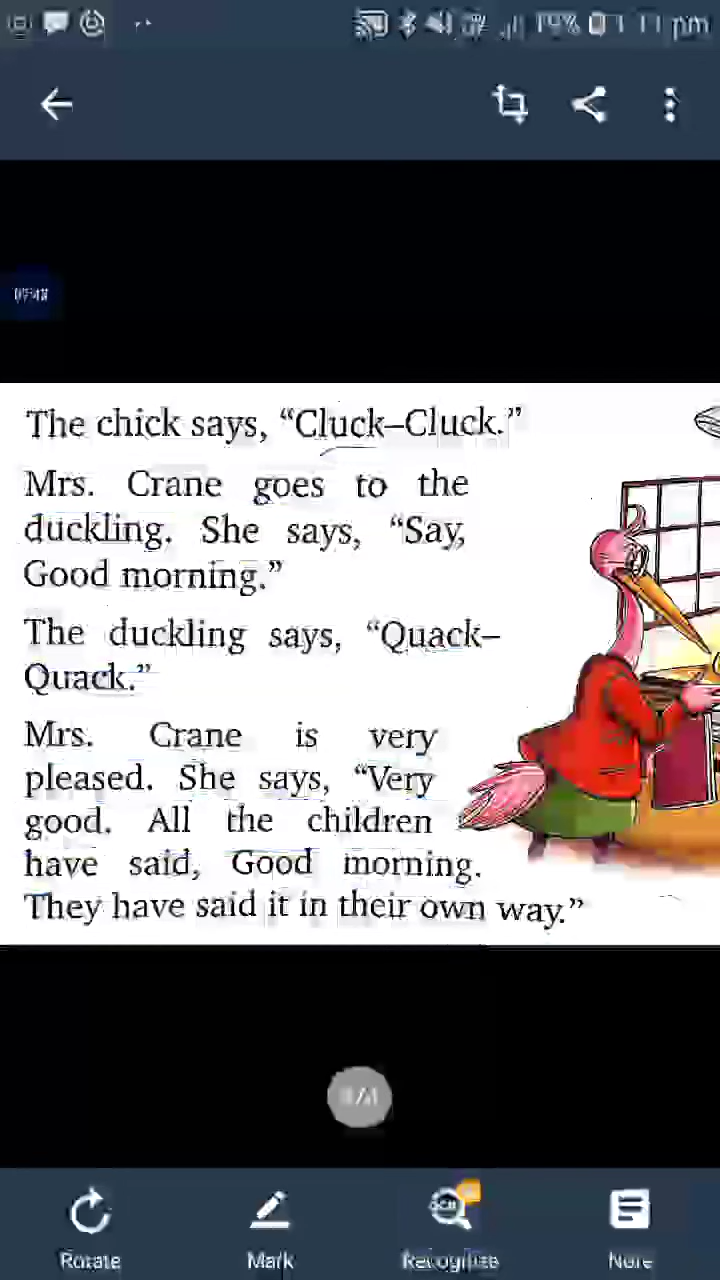 19%
pm
The chick says, “Cluck–Cluck.”
Mrs. Crane goes to the
duckling. She says, “Say,
Good morning.”
The duckling says, “Quack–
Quack.”
Mrs. Crane is very
pleased. She says, “Very
good. All the children
have said, Good morning.
They have said it in their own way.”
Rotate Mark Recognize Note